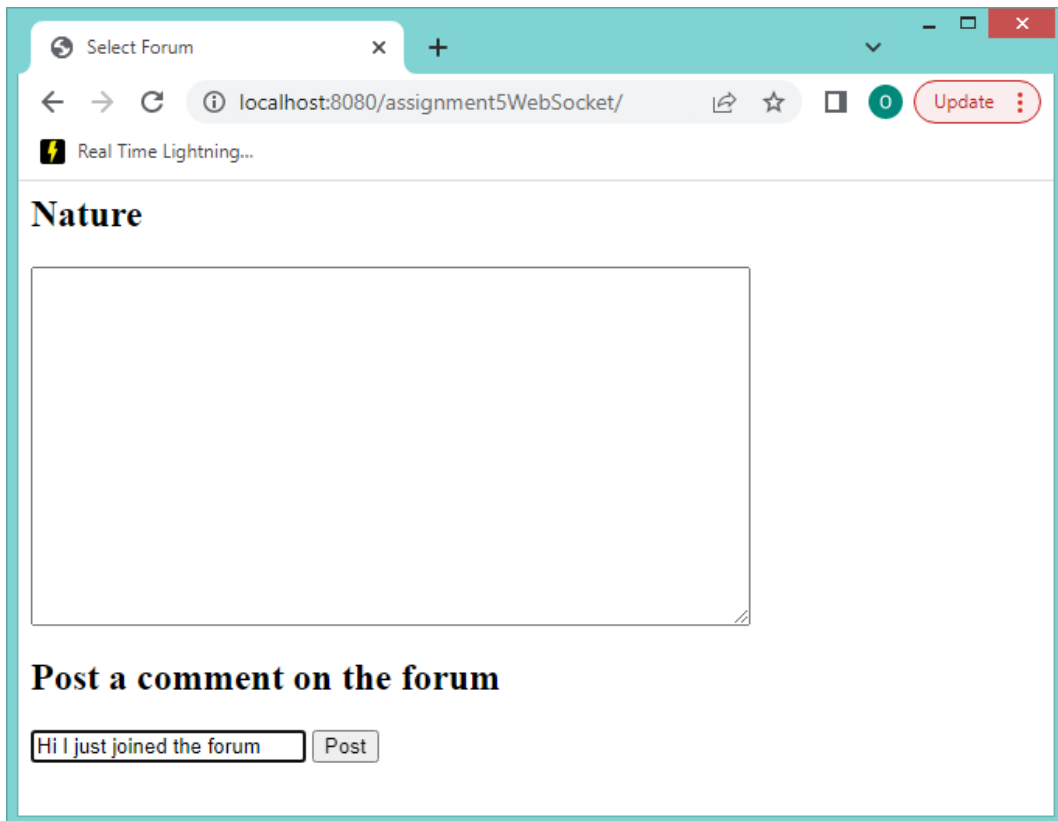 Select Forum
localhost:8080/assignment5WebSocket/
O
Update
Real Time Lightning...
Nature
Post a comment on the forum
Hi I just joined the forum
Post